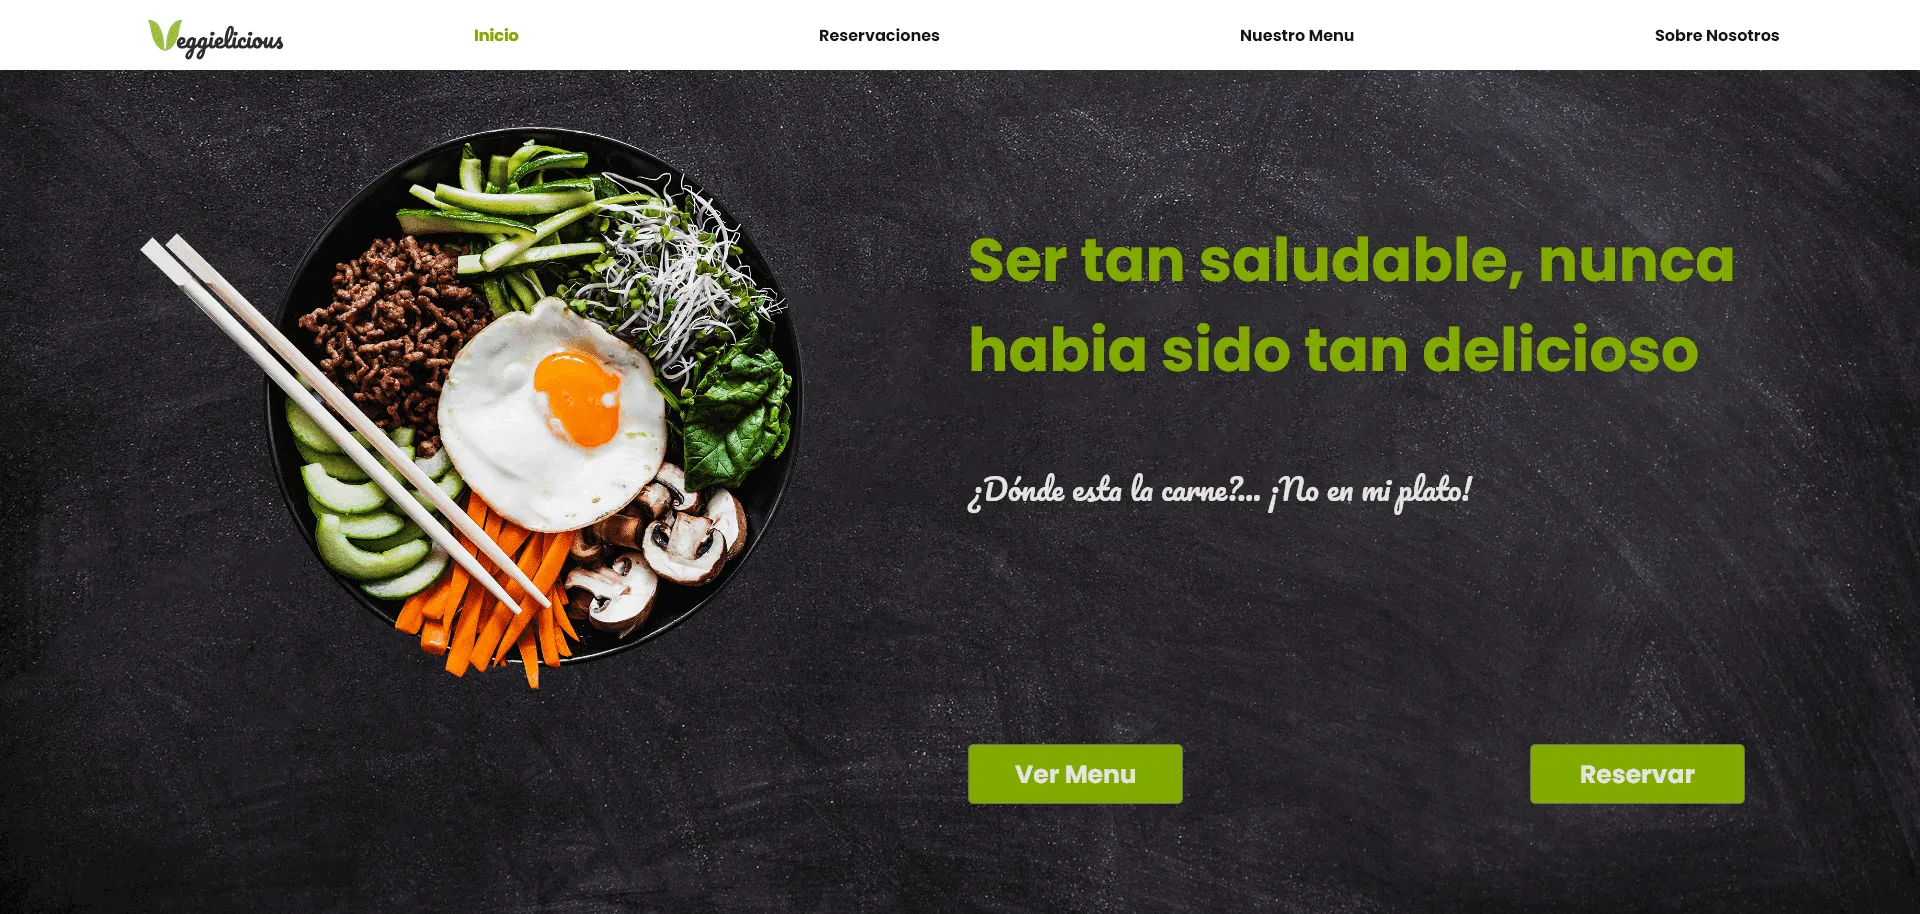 Veggielicious
Inicio
Reservaciones
Nuestro Menu
Sobre Nosotros
Ser tan saludable, nunca
habia sido tan delicioso
¿Dónde esta la carne?... ¡No en mi plato!
Ver Menu
Reservar